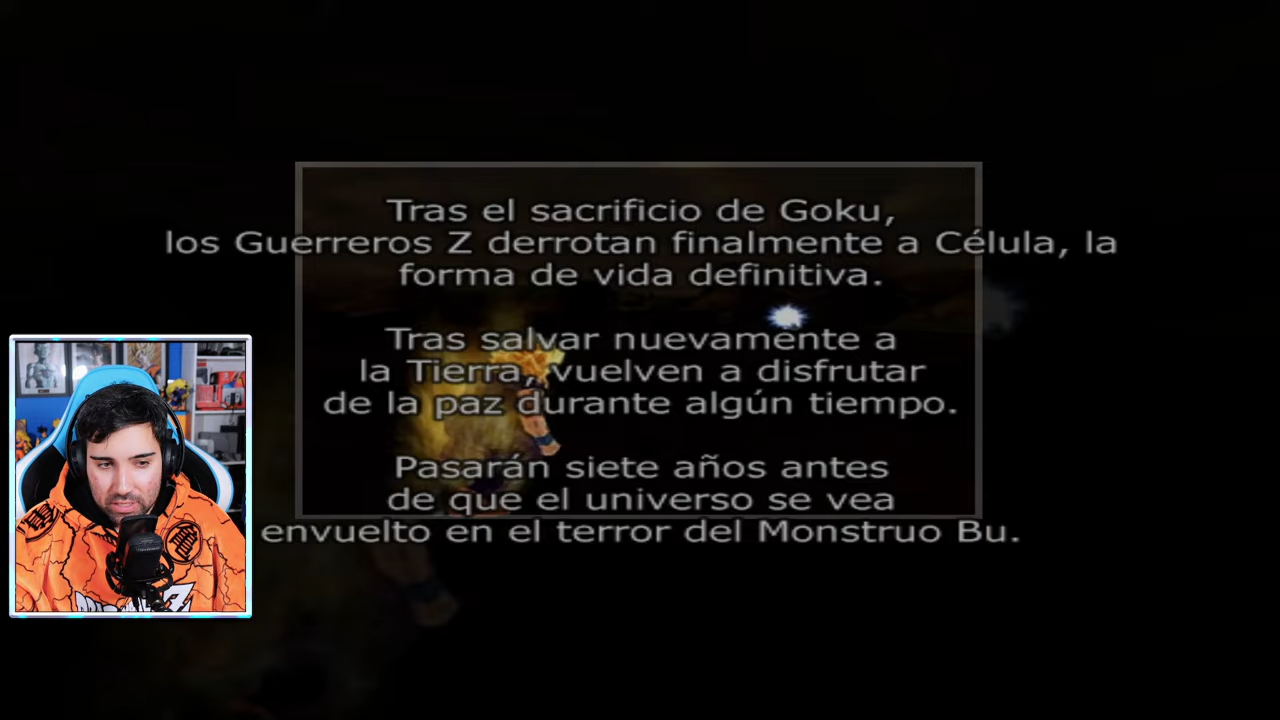 Tras el sacrificio de Goku,
los Guerreros Z derrotan finalmente a Célula, la
forma de vida definitiva.
Tras salvar nuevamente a
la Tierra, vuelven a disfrutar
de la paz durante algún tiempo.
Pasarán siete años antes
de que el universo se vea
envuelto en el terror del Monstruo Bu.